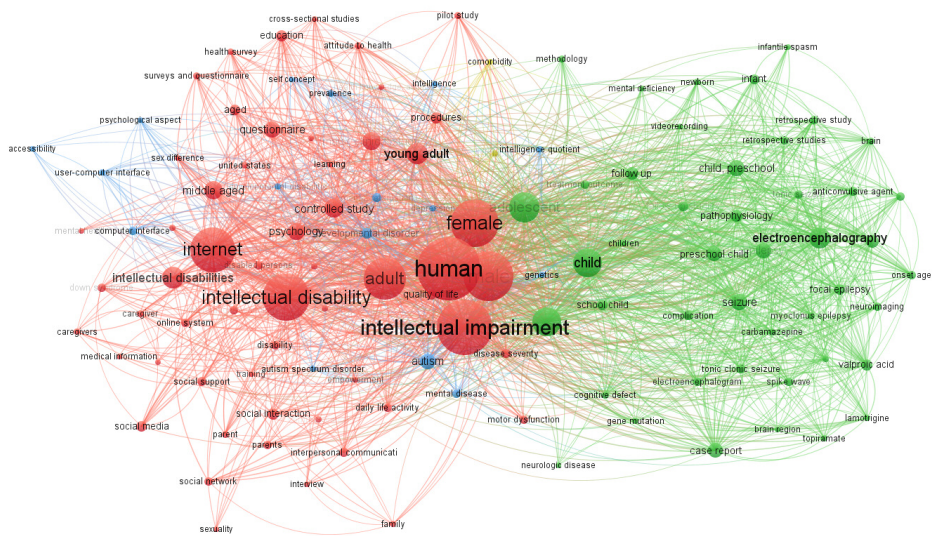 cross-sectional studies
pilot study
education
attitude to health
infantile spasm
health survey
comorbidity
methodology
surveys and questionnaire
self concept
intelligence
mental deficiency
newborn
infant
prevalence
aged
procedures
psychological aspect
questionnaire
videorecording
retrospective study
retrospective studies
brain
accessibility
sex difference
young adult
intelligence quotient
united states
learning
user-computer interface
follow up
child, preschool
treatment outcome
middle aged
anticonvulsive agent
controlled study
adolescent
pathophysiology
computer interface
psychology
developmental disorder
female
children
electroencephalography
internet
preschool child
human
child
genetics
onset age
intellectual disabilities
adult
quality of life
focal epilepsy
intellectual disability
school child
seizure
neuroimaging
caregiver
online system
complication
myoclonus epilepsy
caregivers
intellectual impairment
carbamazepine
disability
disease severity
medical information
autism
valproic acid
training
autism spectrum disorder
tonic clonic seizure
social support
empowerment
electroencephalogram
spike wave
mental disease
cognitive defect
daily life activity
social interaction
motor dysfunction
gene mutation
lamotrigine
social media
parent
brain region
topiramate
parents
interpersonal communicati
case report
neurologic disease
social network
interview
sexuality
family